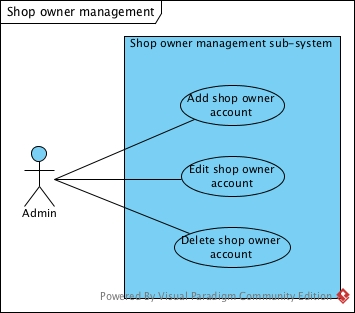 Shop owner management
Shop owner management sub-system
Add shop owner
account
Edit shop owner
account
Admin
Delete shop owner
account
Powered By Visual Paradigm Community Edition